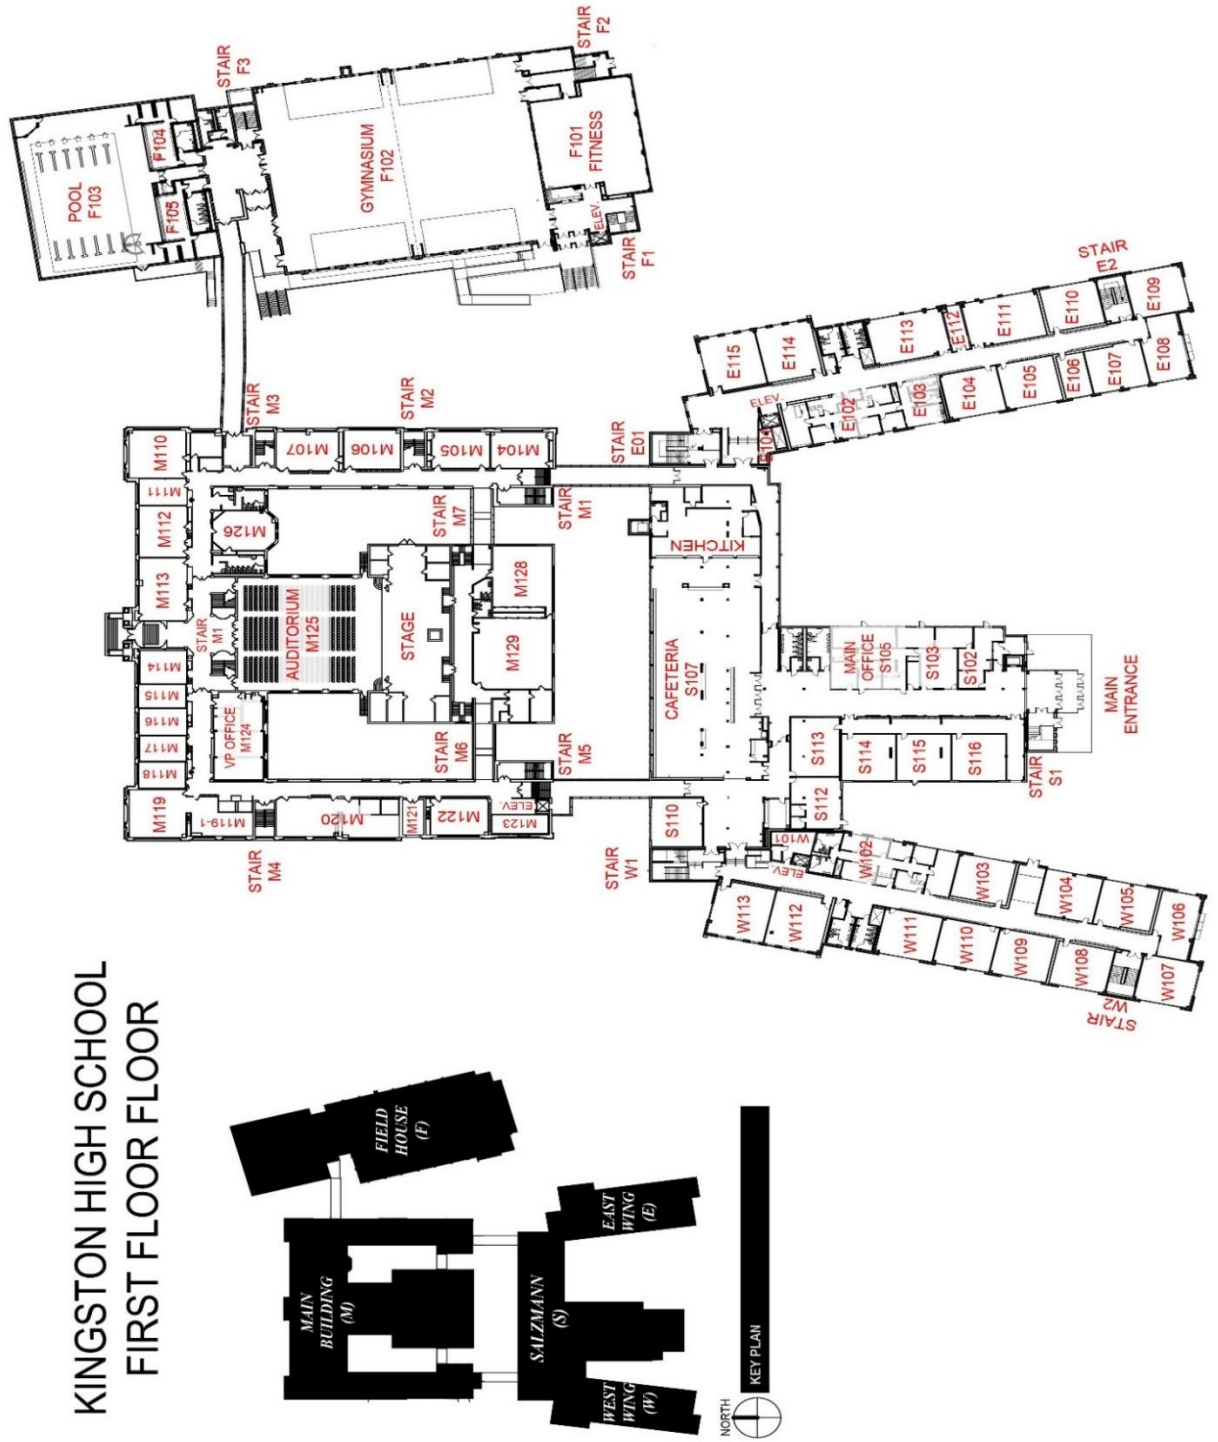 KINGSTON HIGH SCHOOL
FIRST FLOOR FLOOR
POOL
F103
F104
F105
STAIR
F3
GYMNASIUM
F102
STAIR
F2
F101
FITNESS
ELEV.
STAIR
F1
M110
M111
M112
M113
STAIR
M1
M114
M115
M116
M117
M118
M119
M119-1
STAIR
M3
M107
M106
STAIR
M2
M105
M104
STAIR
M1
M126
STAIR
M7
AUDITORIUM
M125
STAGE
M128
M129
VP OFFICE
M124
STAIR
M6
STAIR
M5
STAIR
M4
M120
M121
M122
M123
ELEV.
STAIR
E01
KITCHEN
CAFETERIA
S107
S110
STAIR
W1
MAIN
OFFICE
S105
S103
S102
MAIN
ENTRANCE
S113
S114
S115
S116
S112
STAIR
S1
E115
E114
E113
E112
E111
E110
STAIR
E2
E109
E108
E107
E106
E105
E104
E103
E102
ELEV.
E104
W101
ELEV.
W102
W103
W104
W105
W106
W107
STAIR
W2
W108
W109
W110
W111
W112
W113
MAIN
BUILDING
(M)
FIELD
HOUSE
(F)
SALZMANN
(S)
EAST
WING
(E)
WEST
WING
(W)
NORTH
KEY PLAN